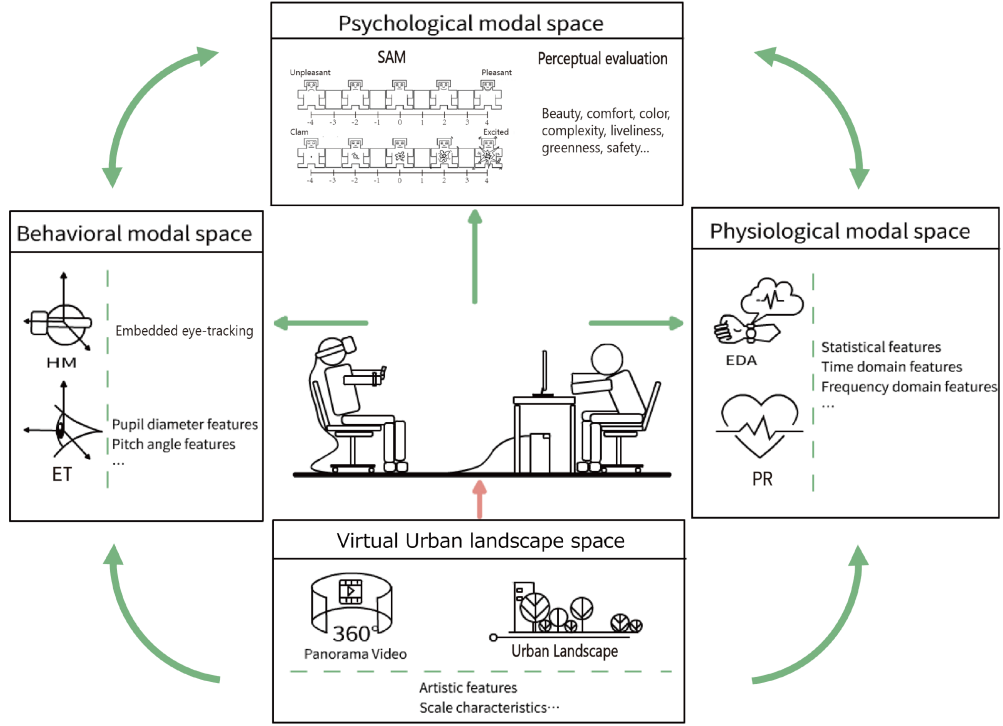 Psychological modal space
SAM
Unpleasant
Pleasant
-4 -3 -2 -1 0 1 2 3 4
Clam
Excited
-4 -3 -2 -1 0 1 2 3 4
Perceptual evaluation
Beauty, comfort, color,
complexity, liveliness,
greenness, safety...
Behavioral modal space
HM
Embedded eye-tracking
ET
Pupil diameter features
Pitch angle features
...
Physiological modal space
EDA
PR
Statistical features
Time domain features
Frequency domain features
...
Virtual Urban landscape space
360°
Panorama Video
Urban Landscape
Artistic features
Scale characteristics···